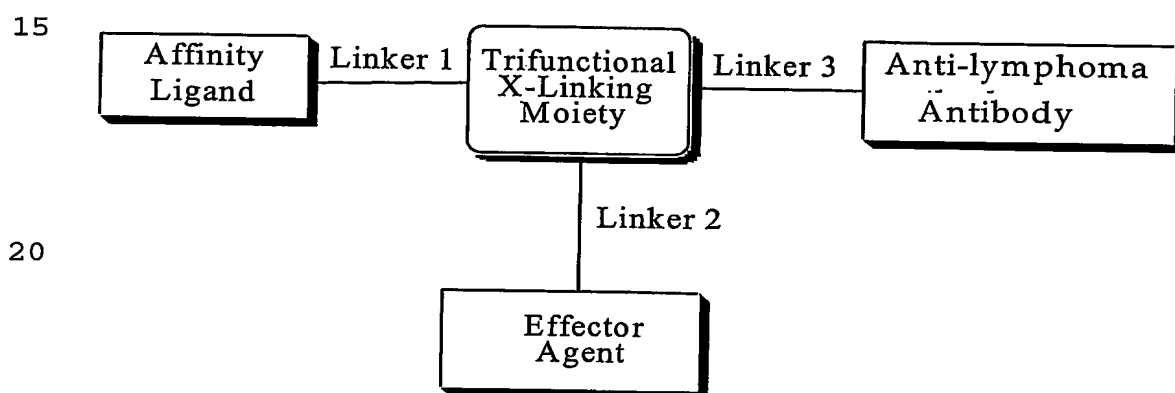 15
Affinity
Ligand
Linker 1
Trifunctional
X-Linking
Moiety
Linker 3
Anti-lymphoma
Antibody
Linker 2
20
Effector
Agent